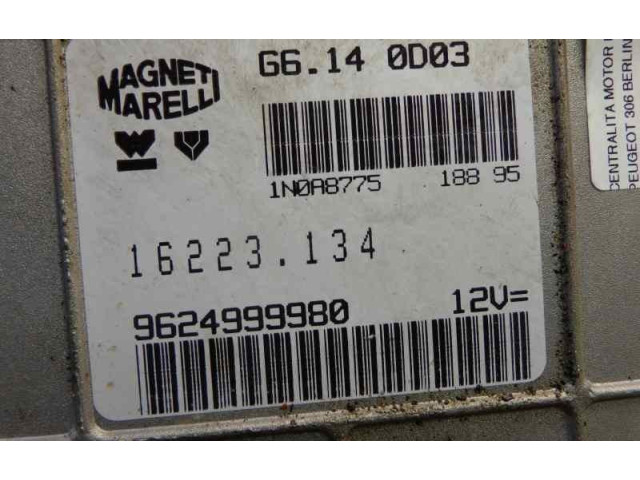 MAGNETI
MARELLI
G6.14 0D03
1N0A8775 188 95
16223.134
9624999980 12V=
CENTRALITA MOTOR
PEUGEOT 306 BERLIN